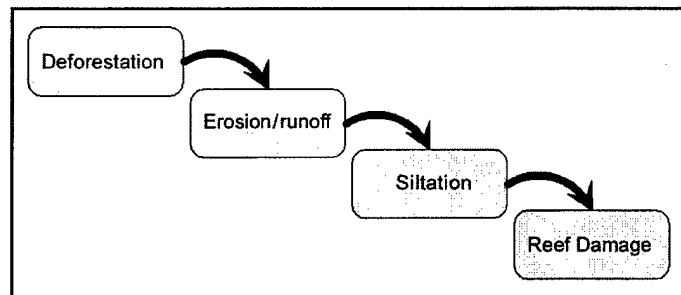 Deforestation
Erosion/runoff
Siltation
Reef Damage